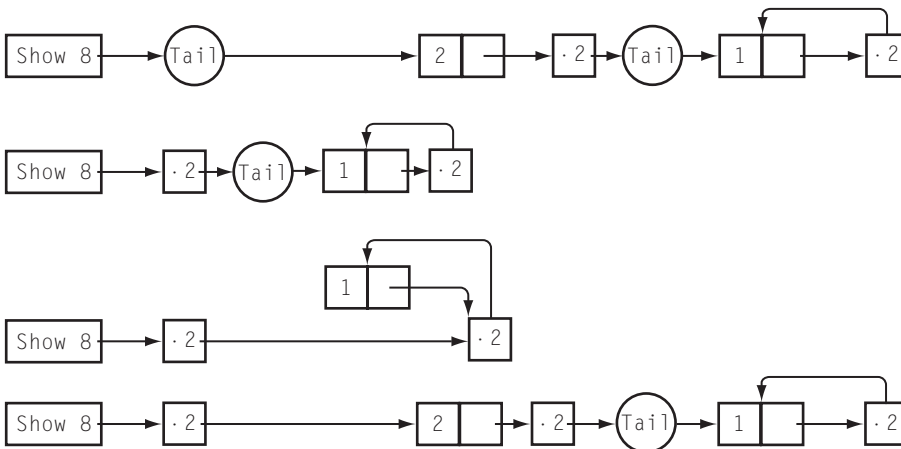 Show 8 Tail 2 · 2 Tail 1 · 2
Show 8 · 2 Tail 1 · 2
1
Show 8 · 2 · 2
Show 8 · 2 2 · 2 Tail 1 · 2